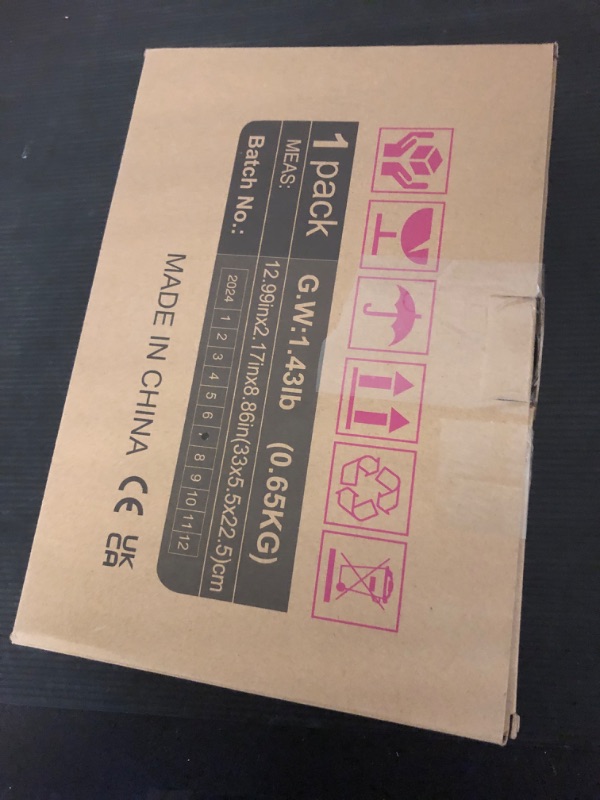 1 pack G.W:1.43lb (0.65KG)
MEAS: 12.99inx2.17inx8.86in(33x5.5x22.5)cm
Batch No.: 2024 1 2 3 4 5 6 8 9 10 11 12
MADE IN CHINA CE UK
CA